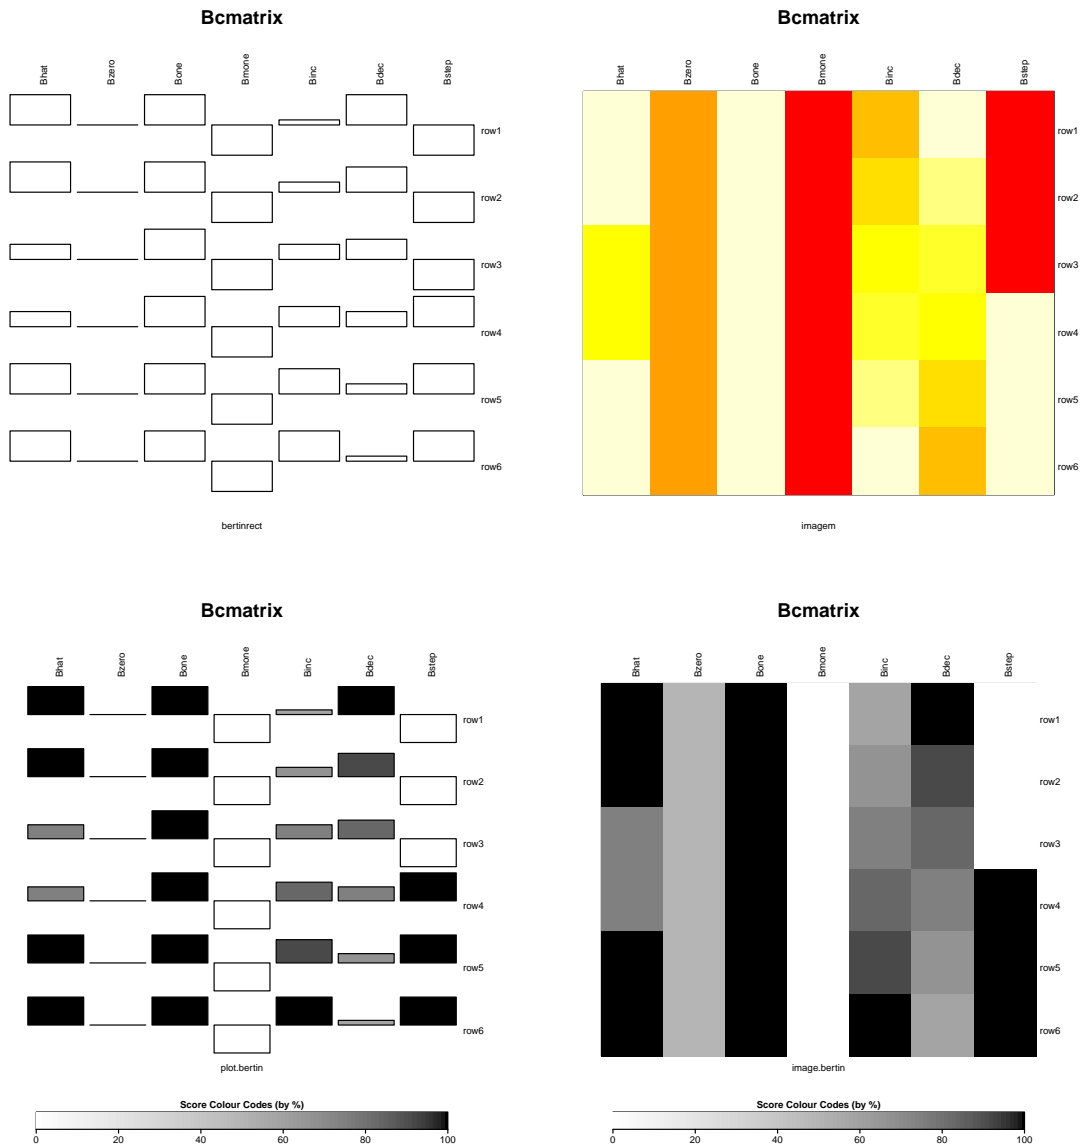 Bcmatrix
Bhat Bzero Bone Bmone Binc Bdec Bstep
row1
row2
row3
row4
row5
row6
bertinrect
Bcmatrix
Bhat Bzero Bone Bmone Binc Bdec Bstep
row1
row2
row3
row4
row5
row6
imagem
Bcmatrix
Bhat Bzero Bone Bmone Binc Bdec Bstep
row1
row2
row3
row4
row5
row6
plot.bertin
Score Colour Codes (by %)
0 20 40 60 80 100
Bcmatrix
Bhat Bzero Bone Bmone Binc Bdec Bstep
row1
row2
row3
row4
row5
row6
image.bertin
Score Colour Codes (by %)
0 20 40 60 80 100